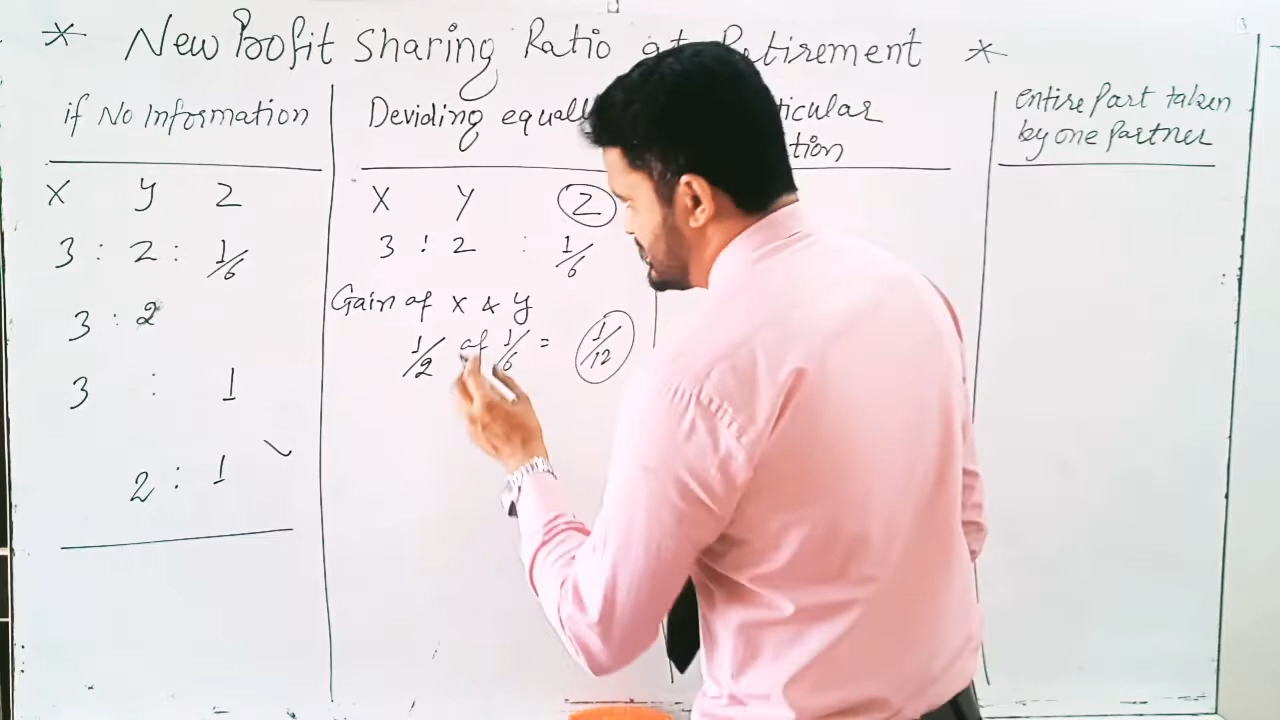 * New Profit Sharing Ratio at Retirement *
if No Information
X Y Z
3 : 2 : 1/6
3 : 2
3 : 1
2 : 1
Deviding equall
X Y Z
3 : 2 : 1/6
Gain of X & Y
1/2 of 1/6 = 1/12
ticular
tion
entire Part taken
by one Partner